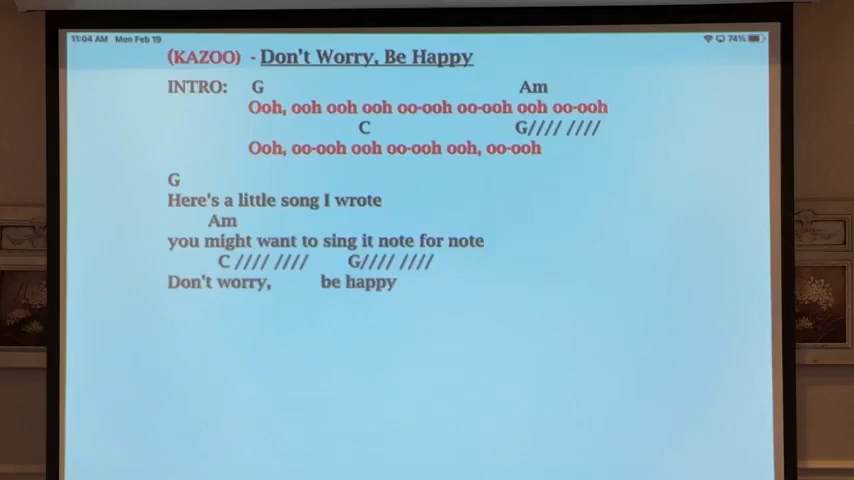 11:04 AM Mon Feb 19
74%
(KAZOO) - Don't Worry, Be Happy
INTRO: G Am
Ooh, ooh ooh ooh oo-ooh oo-ooh ooh oo-ooh
C G//// ////
Ooh, oo-ooh ooh oo-ooh ooh, oo-ooh
G
Here's a little song I wrote
Am
you might want to sing it note for note
C //// //// G//// ////
Don't worry, be happy